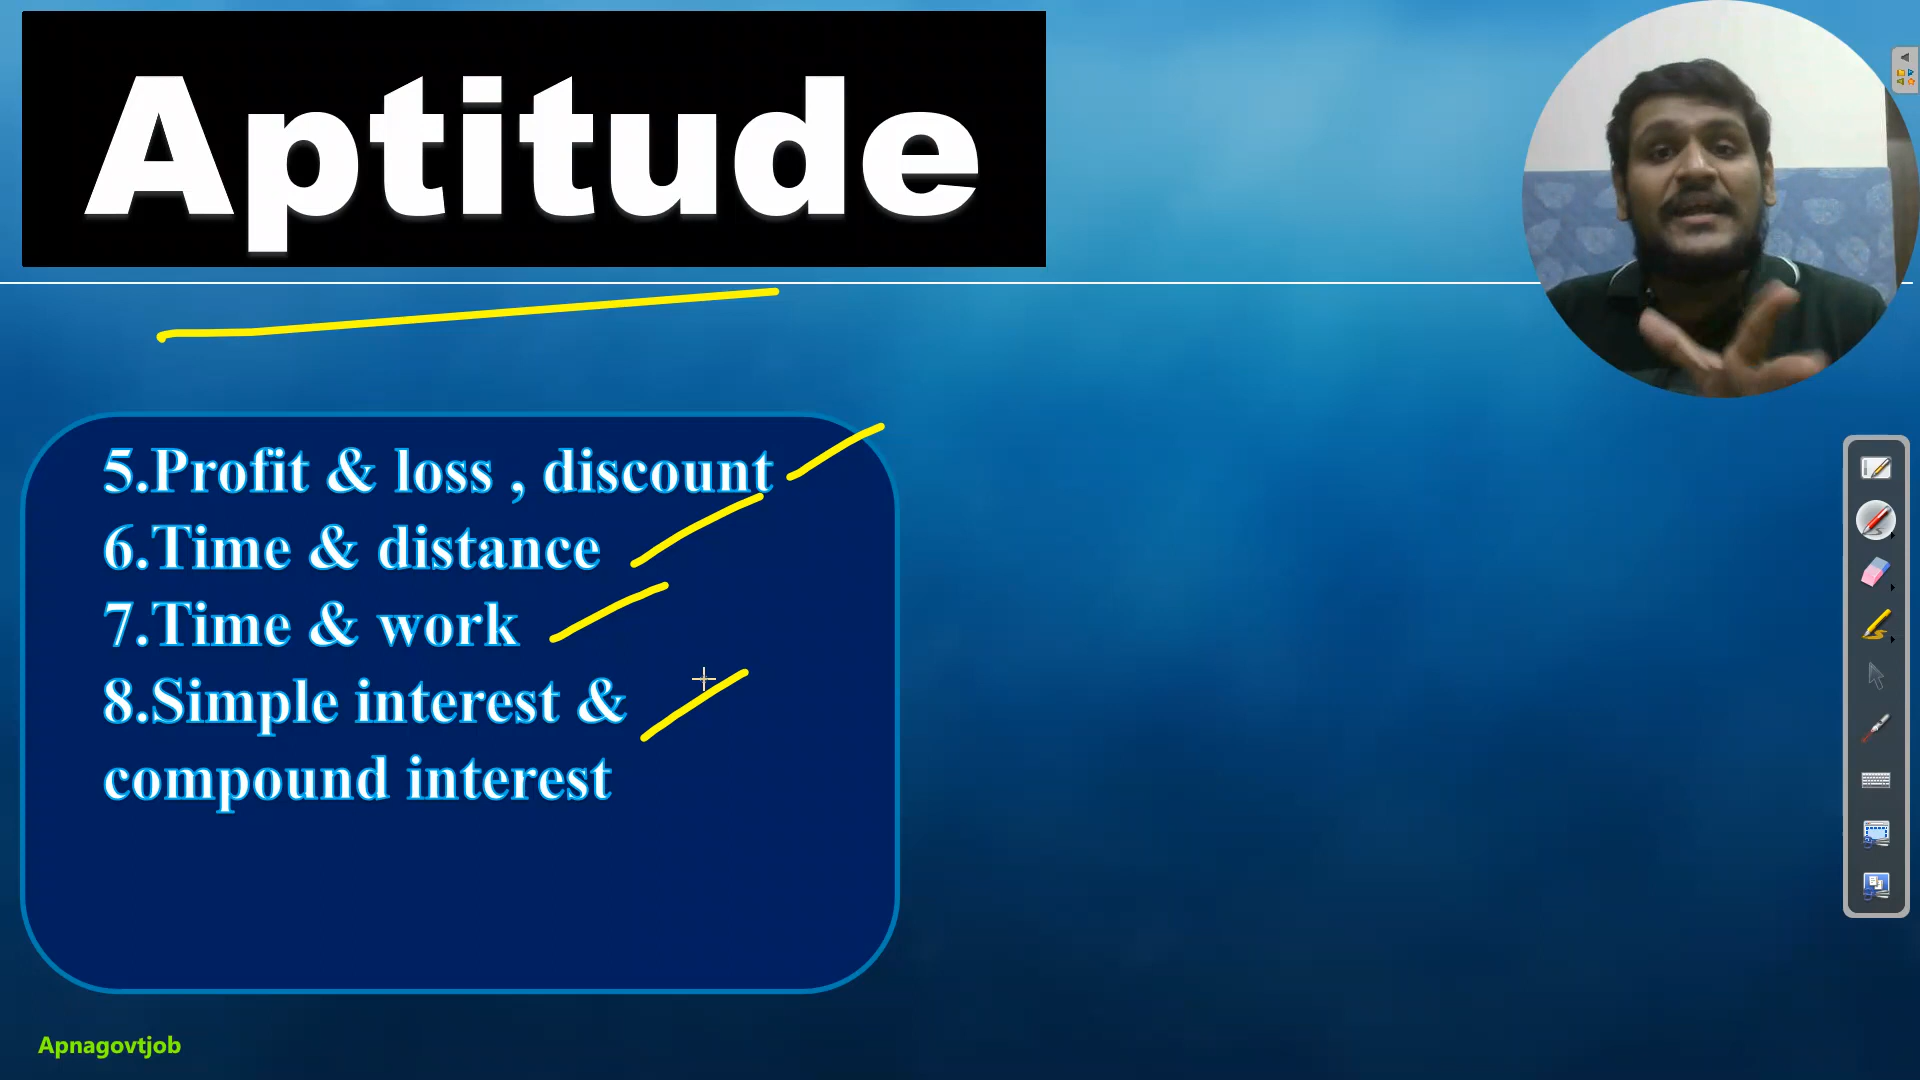 Aptitude
5.Profit & loss , discount
6.Time & distance
7.Time & work
8.Simple interest &
compound interest
Apnagovtjob